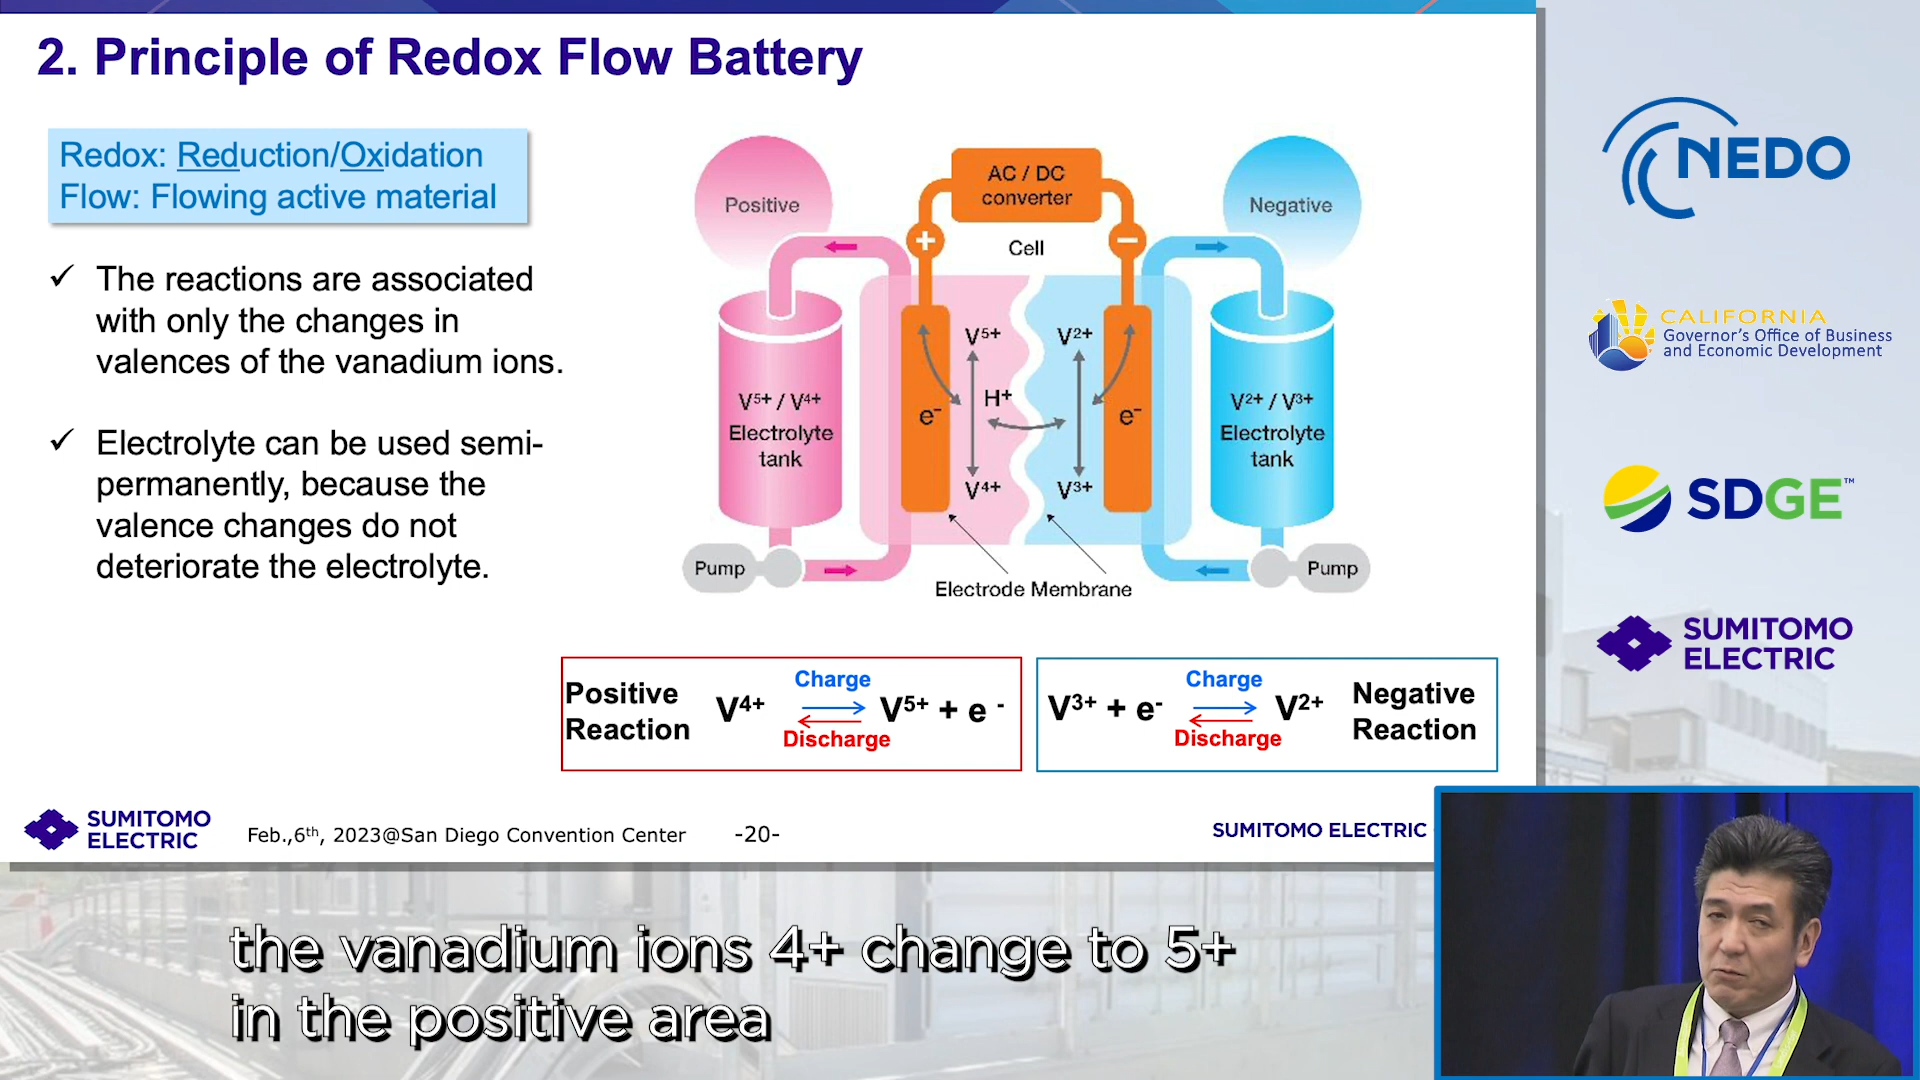 2. Principle of Redox Flow Battery
Redox: Reduction/Oxidation
Flow: Flowing active material
✓ The reactions are associated
with only the changes in
valences of the vanadium ions.
✓ Electrolyte can be used semi-
permanently, because the
valence changes do not
deteriorate the electrolyte.
Positive
AC / DC
converter
Negative
+
−
Cell
V⁵⁺
V²⁺
V⁵⁺ / V⁴⁺
Electrolyte
tank
e⁻
H⁺
e⁻
V²⁺ / V³⁺
Electrolyte
tank
V⁴⁺
V³⁺
Pump
Pump
Electrode Membrane
Positive
Reaction
V⁴⁺
Charge
Discharge
V⁵⁺ + e -
V³⁺ + e⁻
Charge
Discharge
V²⁺
Negative
Reaction
SUMITOMO
ELECTRIC
Feb.,6ᵗʰ, 2023@San Diego Convention Center
-20-
SUMITOMO ELECTRIC
NEDO
CALIFORNIA
Governor's Office of Business
and Economic Development
SDGE™
SUMITOMO
ELECTRIC
the vanadium ions 4+ change to 5+
in the positive area